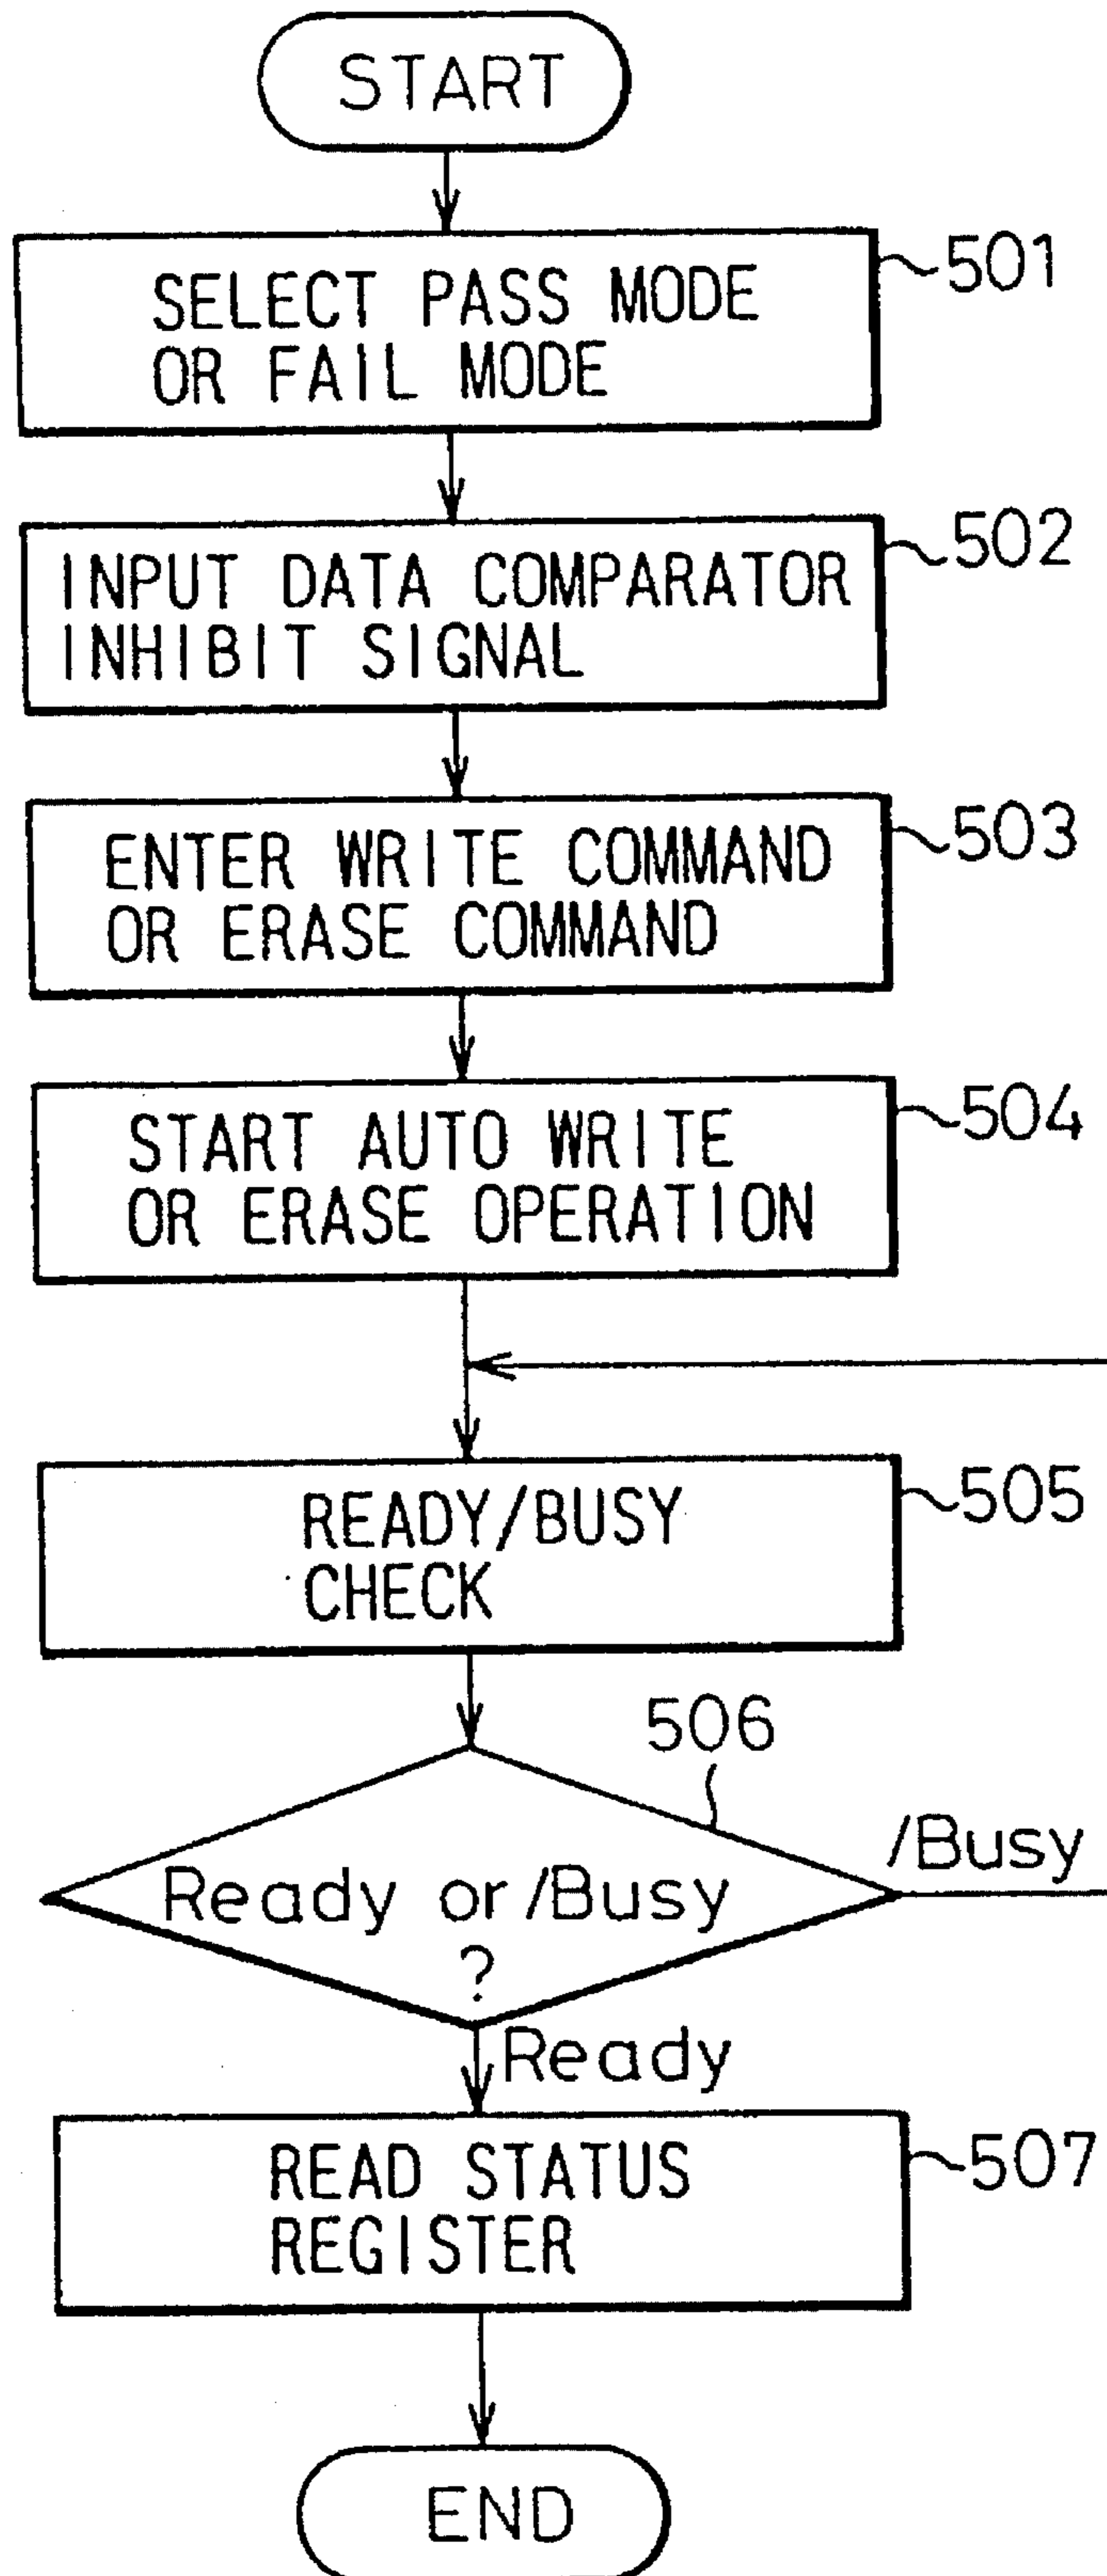 START
SELECT PASS MODE
OR FAIL MODE
501
INPUT DATA COMPARATOR
INHIBIT SIGNAL
502
ENTER WRITE COMMAND
OR ERASE COMMAND
503
START AUTO WRITE
OR ERASE OPERATION
504
READY/BUSY
CHECK
505
506
/Busy
Ready or /Busy
?
Ready
READ STATUS
REGISTER
507
END